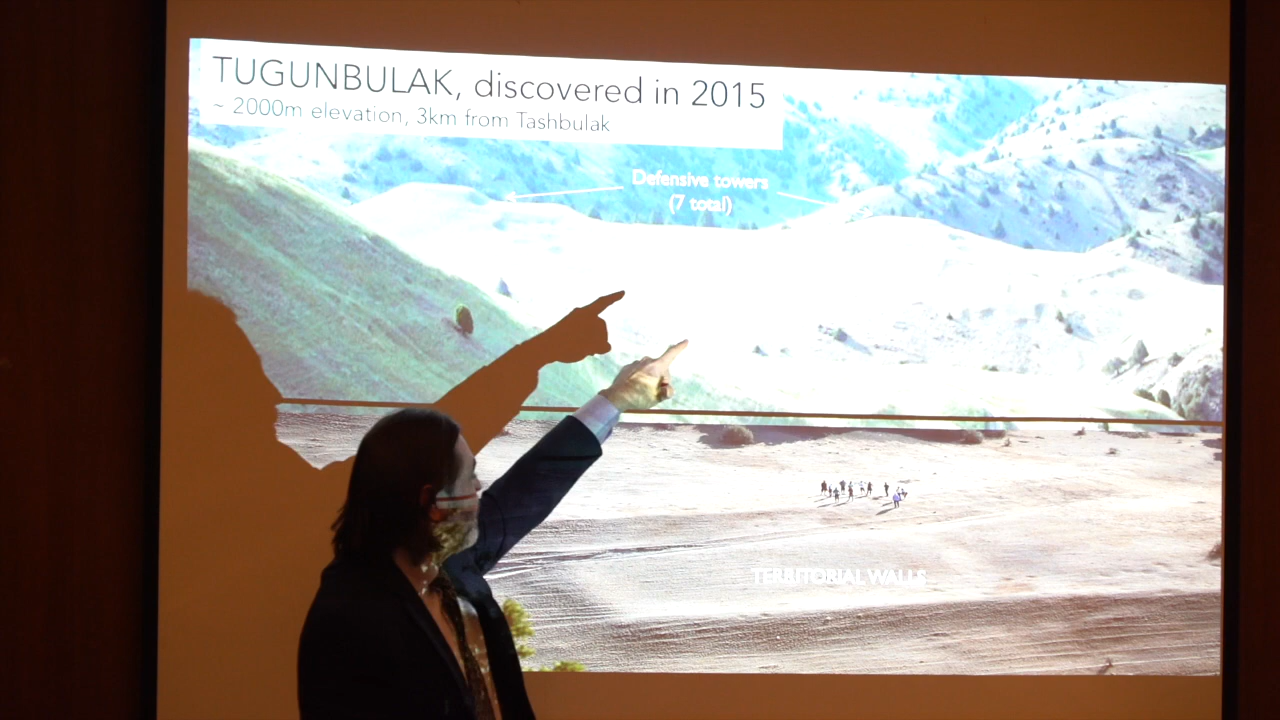 TUGUNBULAK, discovered in 2015
~ 2000m elevation, 3km from Tashbulak
Defensive towers
(7 total)
TERRITORIAL WALLS